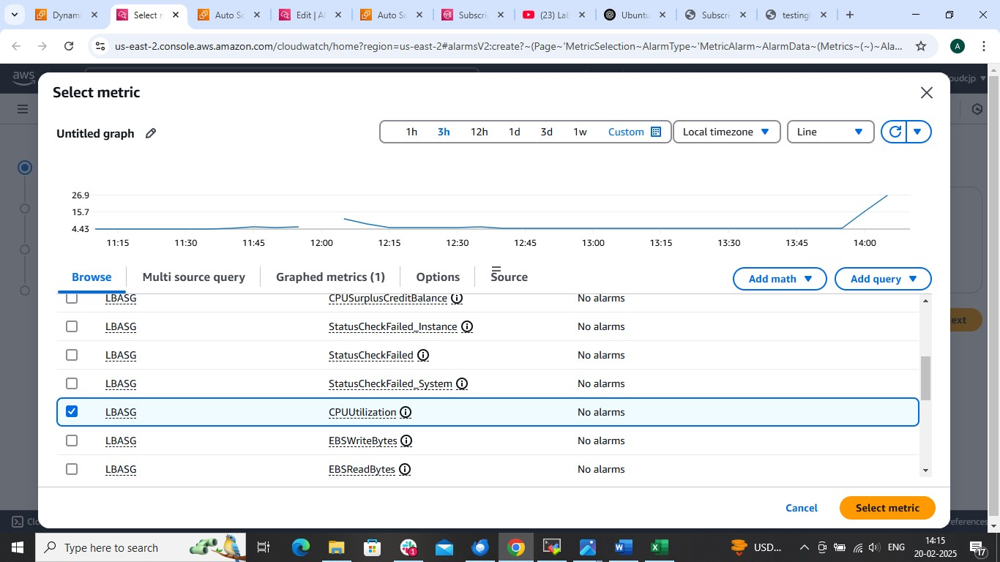 Dynam
Select n
Auto Sc
Edit | Al
Auto Sc
Subscri
(23) Lab
Ubuntu
Subscri
testingl
us-east-2.console.aws.amazon.com/cloudwatch/home?region=us-east-2#alarmsV2:create?~(Page~'MetricSelection~AlarmType~'MetricAlarm~AlarmData~(Metrics~(~)~Ala...
A
aws
oudcjp
Select metric
Untitled graph
1h 3h 12h 1d 3d 1w Custom
Local timezone
Line
26.9
15.7
4.43
11:15 11:30 11:45 12:00 12:15 12:30 12:45 13:00 13:15 13:30 13:45 14:00
Browse Multi source query Graphed metrics (1) Options Source
Add math Add query
LBASG CPUSurplusCreditBalance No alarms
LBASG StatusCheckFailed_Instance No alarms
LBASG StatusCheckFailed No alarms
LBASG StatusCheckFailed_System No alarms
LBASG CPUUtilization No alarms
LBASG EBSWriteBytes No alarms
LBASG EBSReadBytes No alarms
ext
Cancel Select metric
Clo
references
Type here to search
1
USD...
ENG
14:15
20-02-2025
17